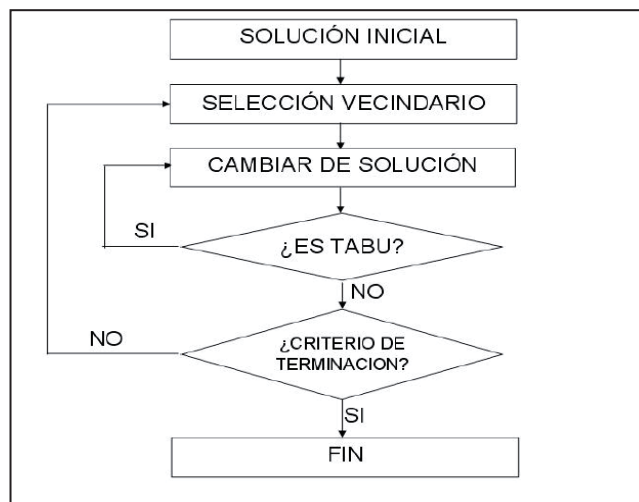 SOLUCIÓN INICIAL
SELECCIÓN VECINDARIO
CAMBIAR DE SOLUCIÓN
SI
¿ES TABU?
NO
NO
¿CRITERIO DE
TERMINACION?
SI
FIN